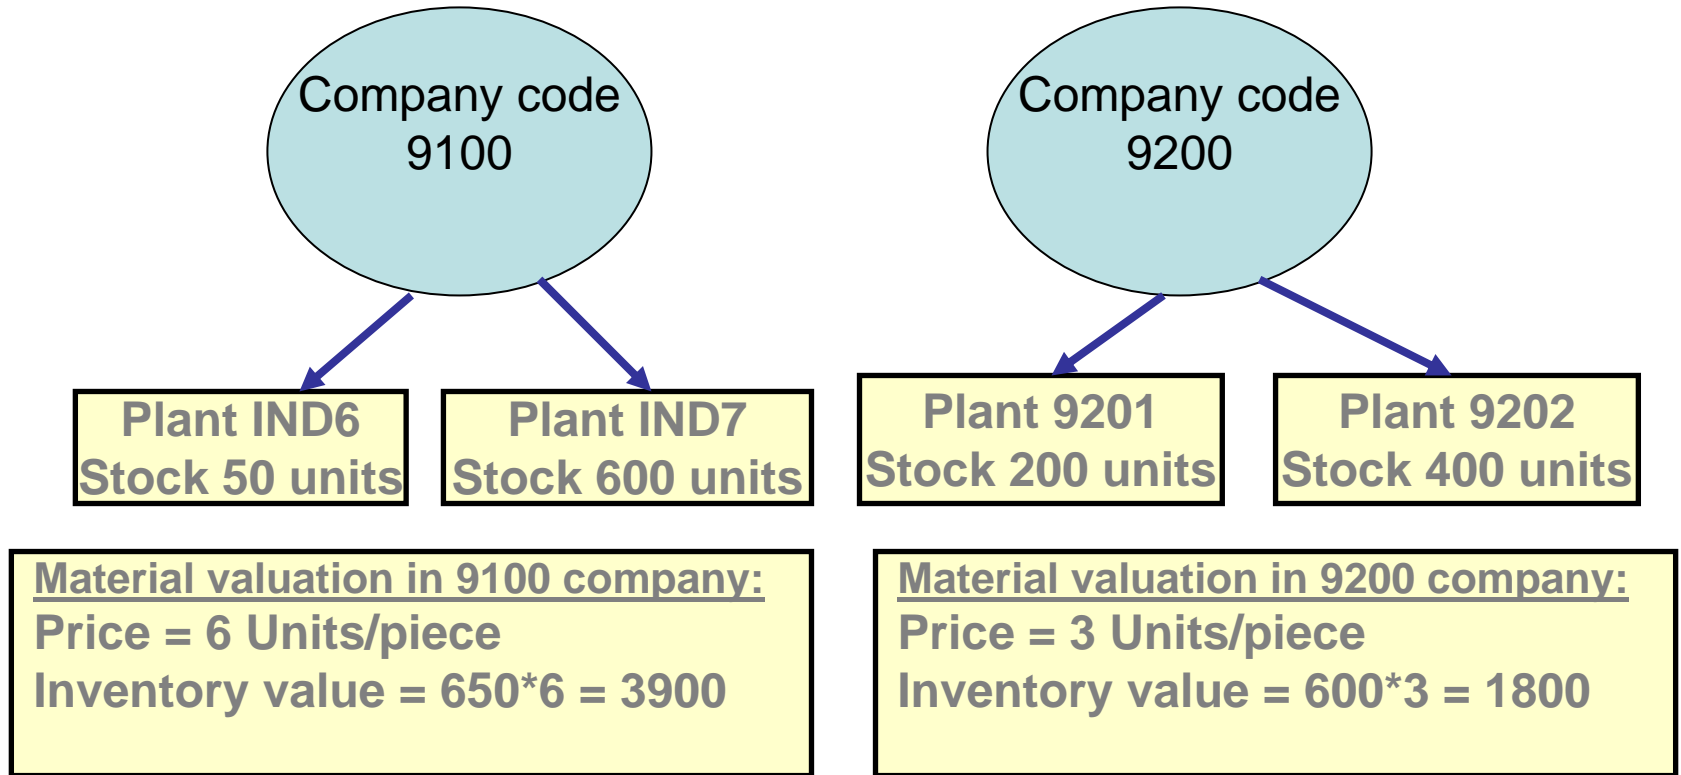 Company code
9100
Company code
9200
Plant IND6
Stock 50 units
Plant IND7
Stock 600 units
Plant 9201
Stock 200 units
Plant 9202
Stock 400 units
Material valuation in 9100 company:
Price = 6 Units/piece
Inventory value = 650*6 = 3900
Material valuation in 9200 company:
Price = 3 Units/piece
Inventory value = 600*3 = 1800